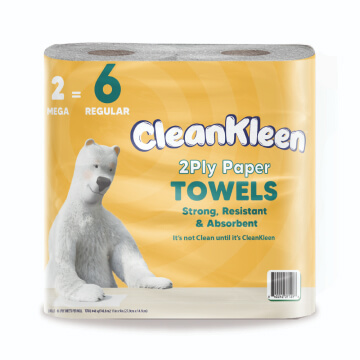 2 = 6
MEGA REGULAR
CleanKleen
2Ply Paper
TOWELS
Strong, Resistant
& Absorbent
It's not Clean until it's CleanKleen